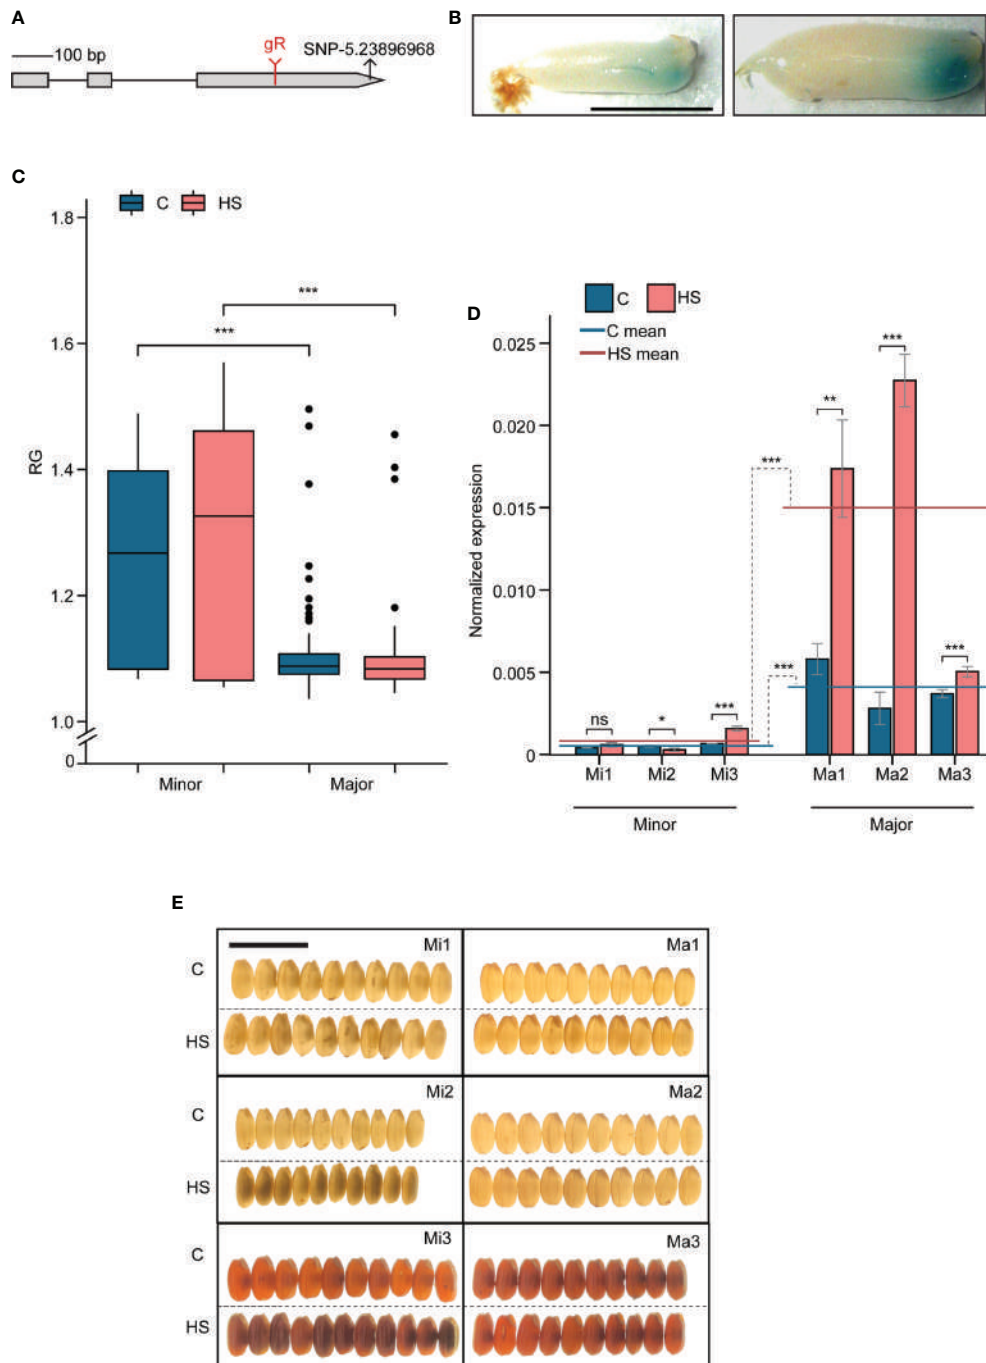 A
100 bp
gR
SNP-5.23896968
B
C
C
HS
1.8
1.6
1.4
1.2
1.0
0
RG
***
***
Minor
Major
D
C
HS
C mean
HS mean
0.025
0.020
0.015
0.010
0.005
0
Normalized expression
ns
*
***
***
***
**
***
***
Mi1
Mi2
Mi3
Ma1
Ma2
Ma3
Minor
Major
E
C
HS
Mi1
Ma1
C
HS
Mi2
Ma2
C
HS
Mi3
Ma3